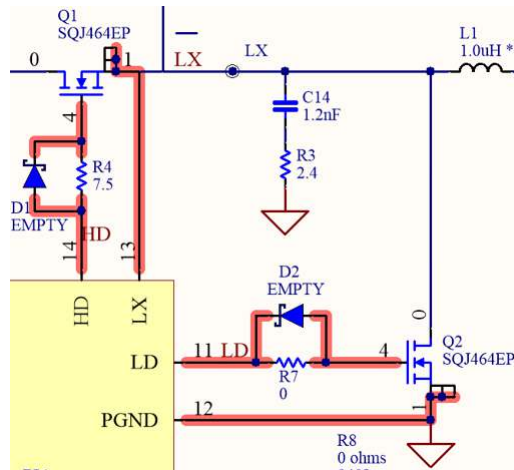 Q1
SQJ464EP
0
1
LX
LX
L1
1.0uH *
4
C14
1.2nF
R4
7.5
R3
2.4
D1
EMPTY
HD
14
13
HD
LX
D2
EMPTY
0
LD
11
LD
4
Q2
SQJ464EP
R7
0
1
PGND
12
R8
0 ohms